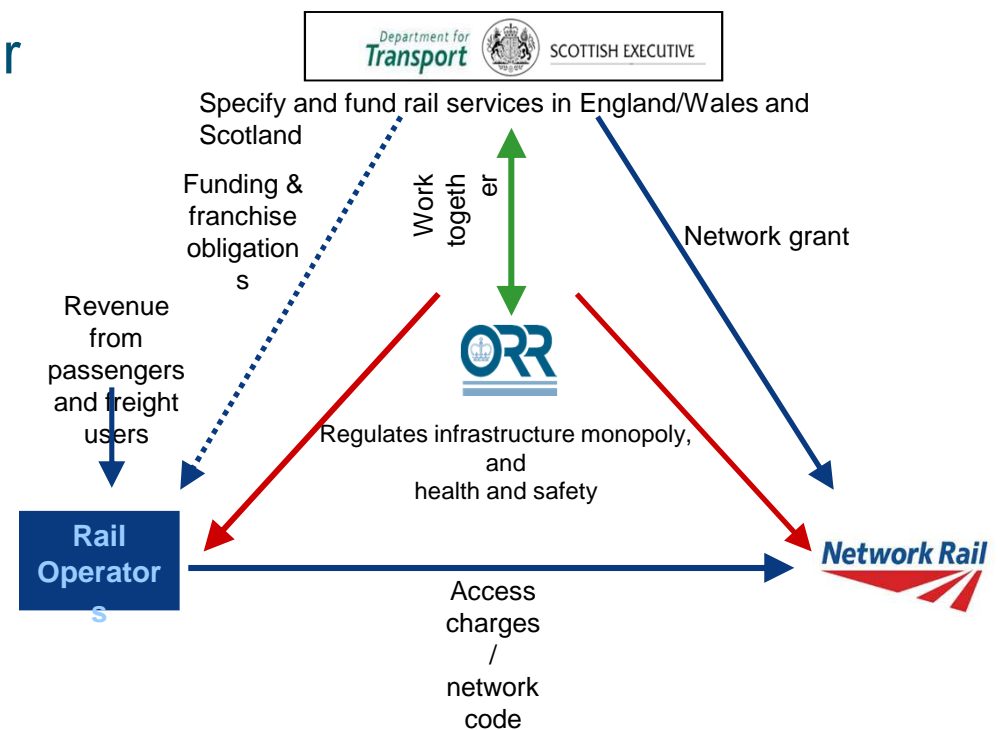 r
Department for
Transport
SCOTTISH EXECUTIVE
Specify and fund rail services in England/Wales and
Scotland
Funding &
franchise
obligation
s
Work
togeth
er
Network grant
Revenue
from
passengers
and freight
users
ORR
Regulates infrastructure monopoly,
and
health and safety
Rail
Operator
s
Network Rail
Access
charges
/
network
code